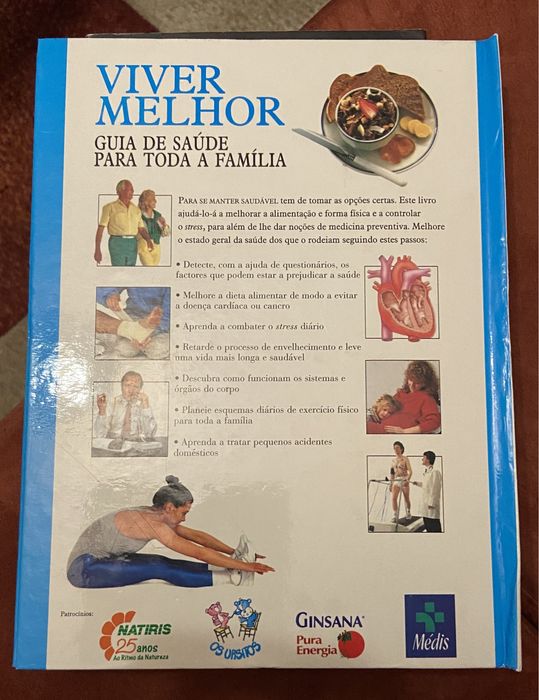 VIVER
MELHOR
GUIA DE SAÚDE
PARA TODA A FAMÍLIA
PARA SE MANTER SAUDÁVEL tem de tomar as opções certas. Este livro
ajudá-lo-á a melhorar a alimentação e forma física e a controlar
o stress, para além de lhe dar noções de medicina preventiva. Melhore
o estado geral da saúde dos que o rodeiam seguindo estes passos:
• Detecte, com a ajuda de questionários, os
factores que podem estar a prejudicar a saúde
• Melhore a dieta alimentar de modo a evitar
a doença cardíaca ou cancro
• Aprenda a combater o stress diário
• Retarde o processo de envelhecimento e leve
uma vida mais longa e saudável
• Descubra como funcionam os sistemas e
órgãos do corpo
• Planeie esquemas diários de exercício físico
para toda a família
• Aprenda a tratar pequenos acidentes
domésticos
Patrocínios:
NATIRIS
25 anos
Ao Ritmo da Natureza
OS URSITOS
GINSANA®
Pura
Energia
Médis